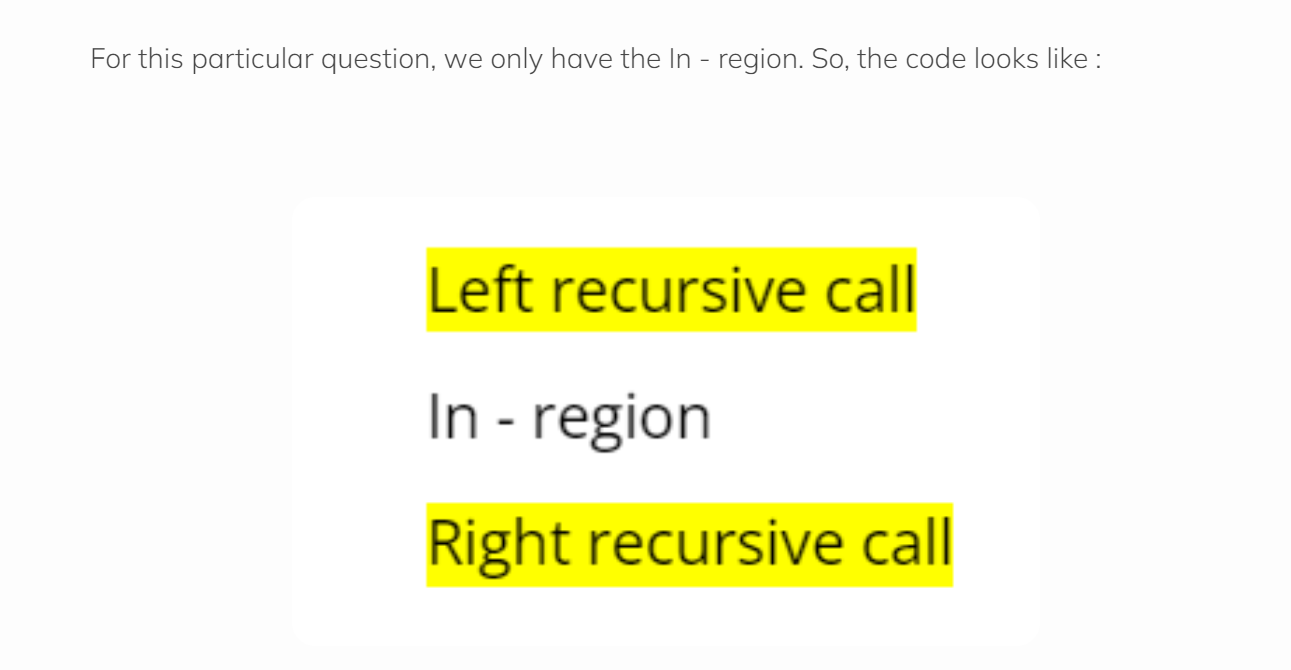 For this particular question, we only have the In - region. So, the code looks like :
Left recursive call
In - region
Right recursive call